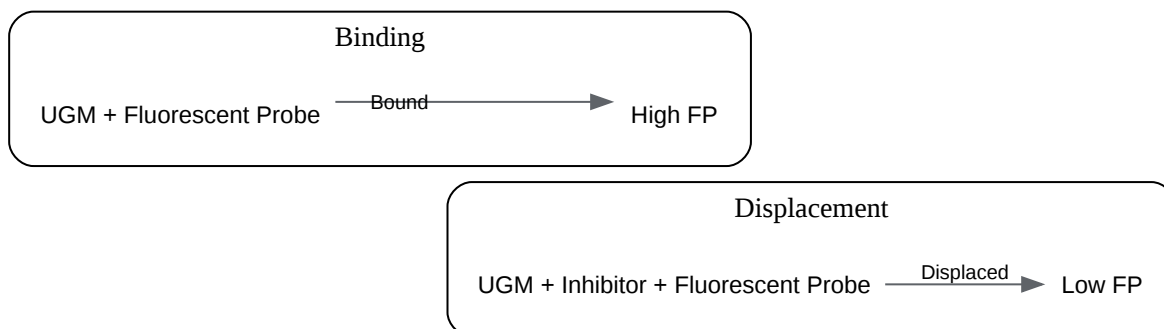 Binding
UGM + Fluorescent Probe
Bound
High FP
Displacement
UGM + Inhibitor + Fluorescent Probe
Displaced
Low FP